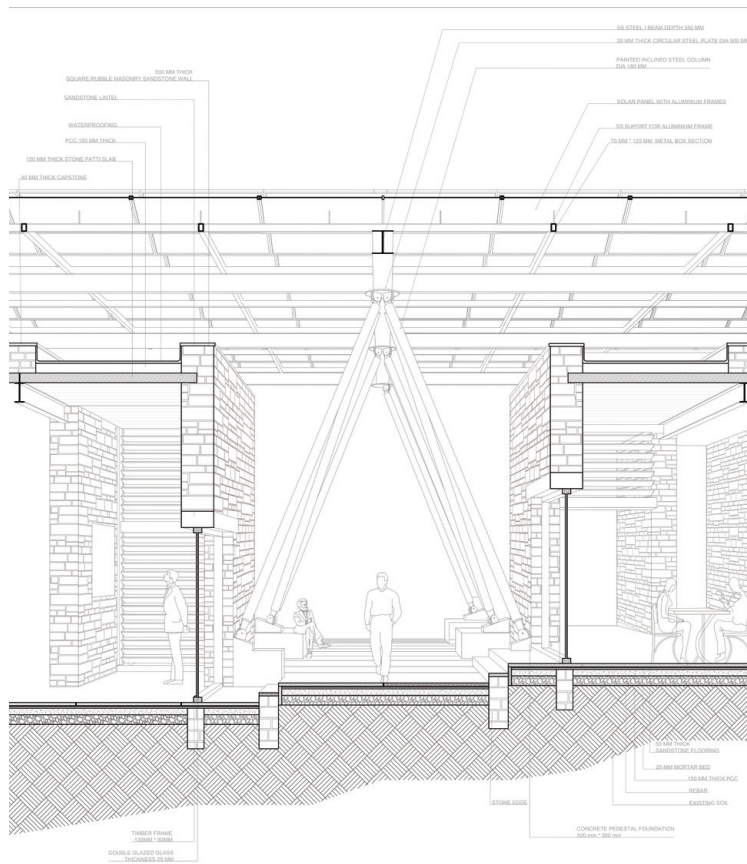 SS STEEL I BEAM DEPTH 350 MM
20 MM THICK CIRCULAR STEEL PLATE DIA 500 MM
PAINTED INCLINED STEEL COLUMN
DIA 180 MM
600 MM THICK
SQUARE RUBBLE MASONRY SANDSTONE WALL
SANDSTONE LINTEL
SOLAR PANEL WITH ALUMINIUM FRAMES
WATERPROOFING
SS SUPORT FOR ALUMINIUM FRAME
PCC 150 MM THICK
70 MM * 120 MM METAL BOX SECTION
100 MM THICK STONE PATTI SLAB
40 MM THICK CAPSTONE
50 MM THICK
SANDSTONE FLOORING
25 MM MORTAR BED
150 MM THICK PCC
REBAR
STONE EDGE
EXISTING SOIL
TIMBER FRAME
130MM * 80MM
CONCRETE PEDESTAL FOUNDATION
500 mm * 500 mm
DOUBLE GLAZED GLASS
THICKNESS 25 MM